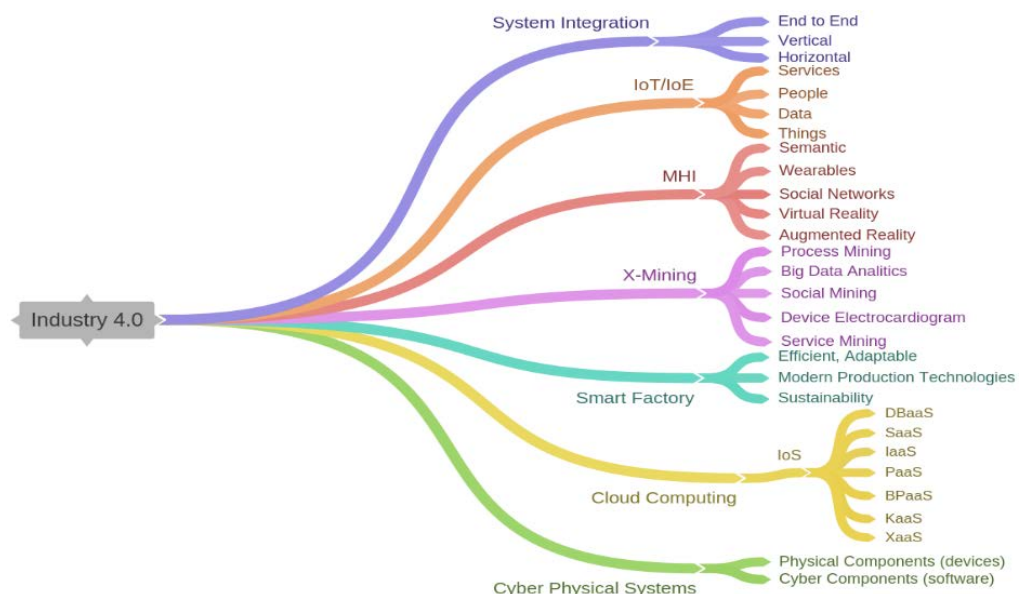 System Integration
End to End
Vertical
Horizontal
IoT/IoE
Services
People
Data
Things
MHI
Semantic
Wearables
Social Networks
Virtual Reality
Augmented Reality
X-Mining
Process Mining
Big Data Analitics
Social Mining
Device Electrocardiogram
Service Mining
Industry 4.0
Smart Factory
Efficient, Adaptable
Modern Production Technologies
Sustainability
Cloud Computing
IoS
DBaaS
SaaS
IaaS
PaaS
BPaaS
KaaS
XaaS
Cyber Physical Systems
Physical Components (devices)
Cyber Components (software)